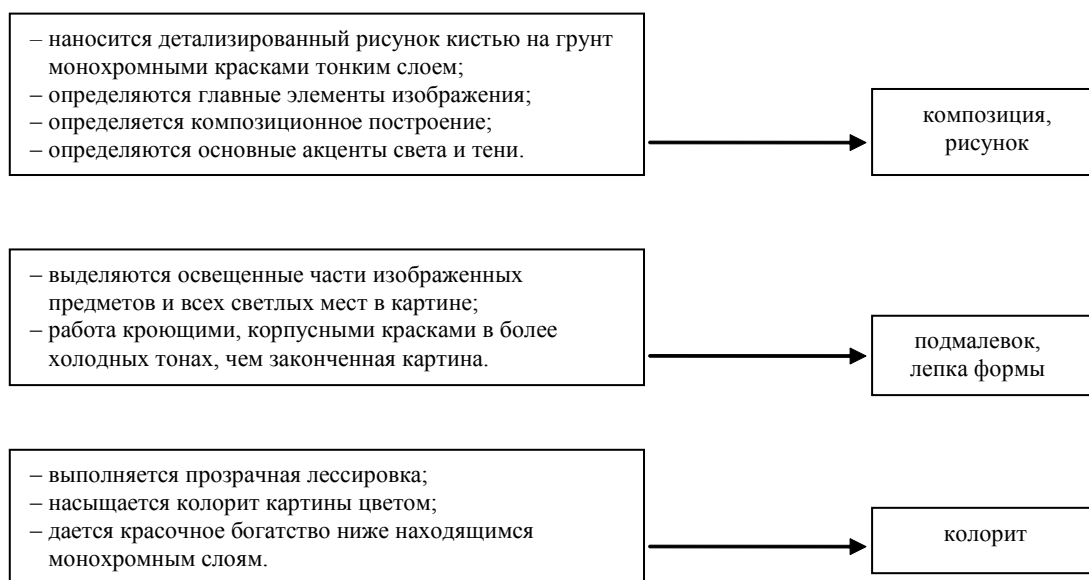 – наносится детализированный рисунок кистью на грунт
монохромными красками тонким слоем;
– определяются главные элементы изображения;
– определяется композиционное построение;
– определяются основные акценты света и тени.
композиция,
рисунок
– выделяются освещенные части изображенных
предметов и всех светлых мест в картине;
– работа кроющими, корпусными красками в более
холодных тонах, чем законченная картина.
подмалевок,
лепка формы
– выполняется прозрачная лессировка;
– насыщается колорит картины цветом;
– дается красочное богатство ниже находящимся
монохромным слоям.
колорит